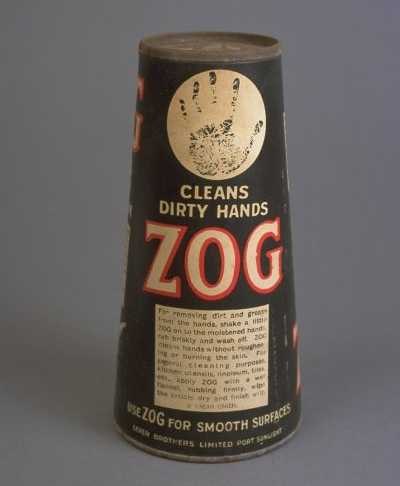 CLEANS
DIRTY HANDS
ZOG
For removing dirt and grease
from the hands, shake a little
ZOG on to the moistened hands,
rub briskly and wash off. ZOG
cleans hands without roughen-
ing or burning the skin. For
general cleaning purposes,
kitchen utensils, linoleum, tiles,
etc. Apply ZOG with a wet
flannel, rubbing firmly, wipe
the article dry and finish with
a clean cloth.
USE ZOG FOR SMOOTH SURFACES
LEVER BROTHERS LIMITED PORT SUNLIGHT